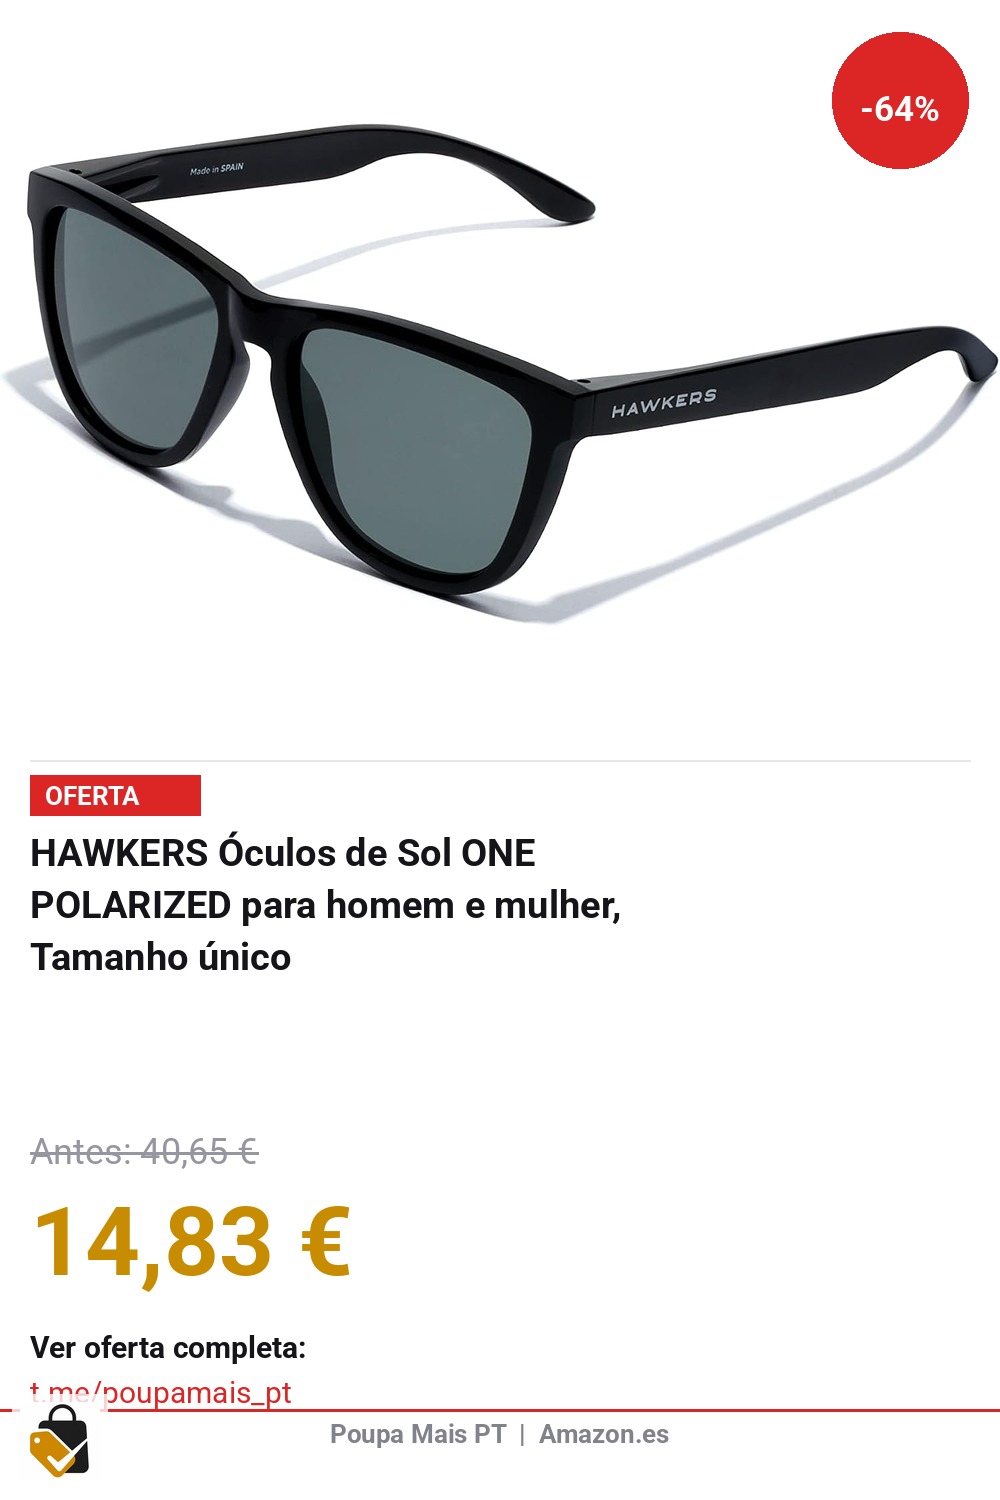 -64%
Made in SPAIN
HAWKERS
OFERTA
HAWKERS Óculos de Sol ONE
POLARIZED para homem e mulher,
Tamanho único
Antes: 40,65 €
14,83 €
Ver oferta completa:
t.me/poupamais_pt
Poupa Mais PT | Amazon.es